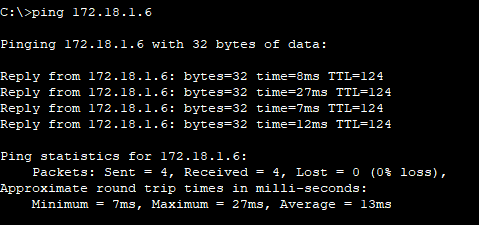 C:\>ping 172.18.1.6
Pinging 172.18.1.6 with 32 bytes of data:
Reply from 172.18.1.6: bytes=32 time=8ms TTL=124
Reply from 172.18.1.6: bytes=32 time=27ms TTL=124
Reply from 172.18.1.6: bytes=32 time=7ms TTL=124
Reply from 172.18.1.6: bytes=32 time=12ms TTL=124
Ping statistics for 172.18.1.6:
    Packets: Sent = 4, Received = 4, Lost = 0 (0% loss),
Approximate round trip times in milli-seconds:
    Minimum = 7ms, Maximum = 27ms, Average = 13ms